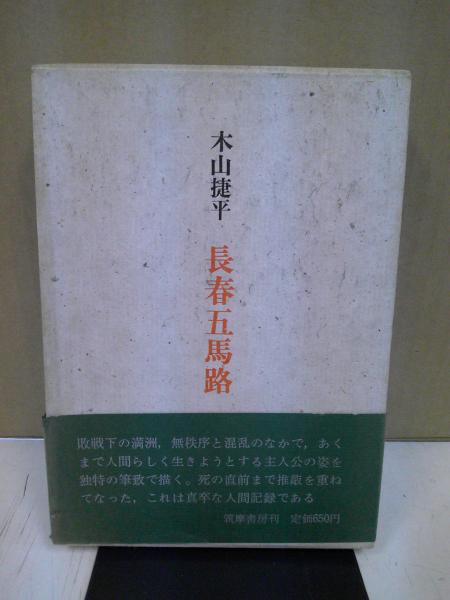 木山捷平
長春五馬路
敗戦下の満洲，無秩序と混乱のなかで，あく
まで人間らしく生きようとする主人公の姿を
独特の筆致で描く。死の直前まで推敲を重ね
てなった，これは真卒な人間記録である
筑摩書房刊 定価650円